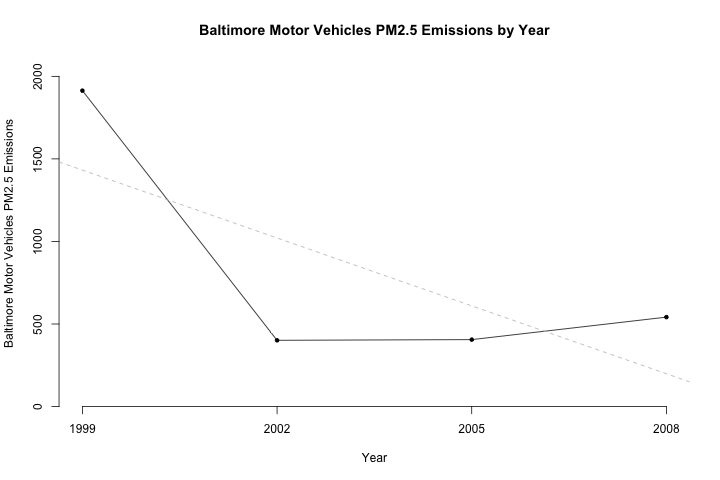 Baltimore Motor Vehicles PM2.5 Emissions by Year
Baltimore Motor Vehicles PM2.5 Emissions
2000
1500
1000
500
0
1999 2002 2005 2008
Year